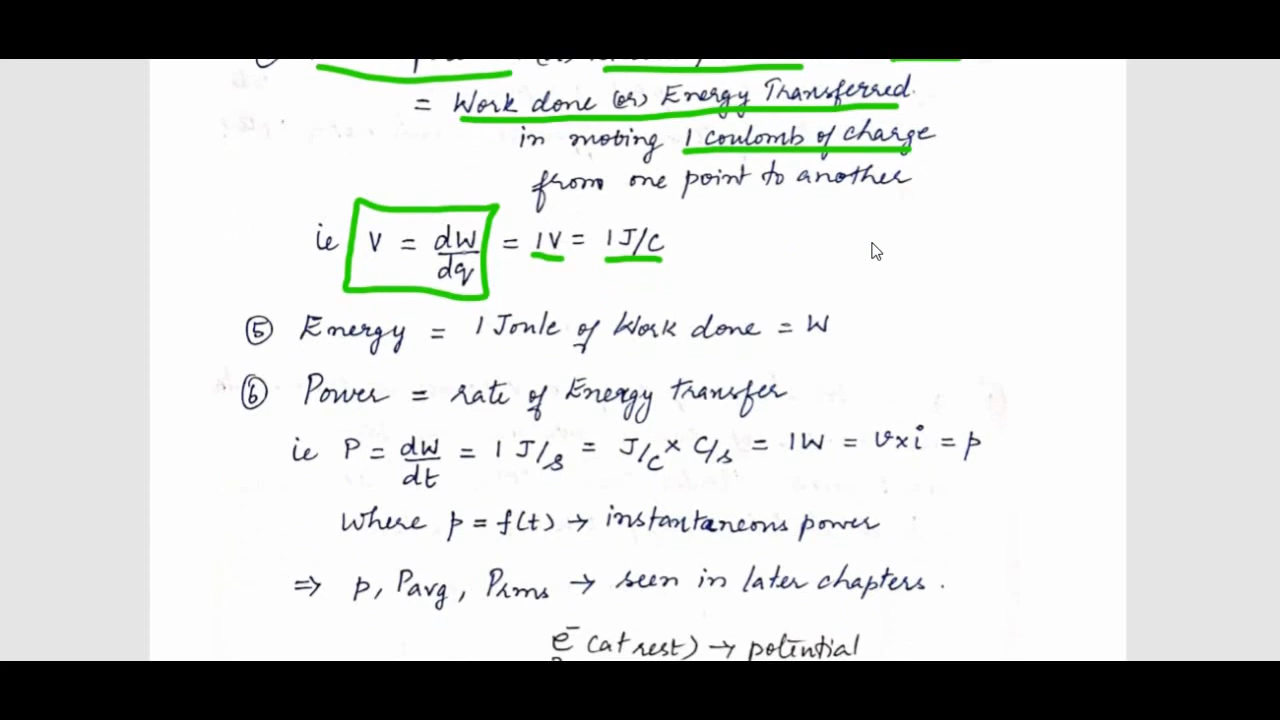 = Work done (or) Energy Transferred.
in moving 1 coulomb of charge
from one point to another
ie V = dW/dq = 1V = 1 J/C
⑤ Energy = 1 Joule of Work done = W
⑥ Power = rate of Energy transfer
ie P = dW/dt = 1 J/s = J/C × C/s = 1W = v×i = p
Where p = f(t) → instantaneous power
⇒ p, Pavg, Prms → seen in later chapters.
e⁻ (at rest) → potential